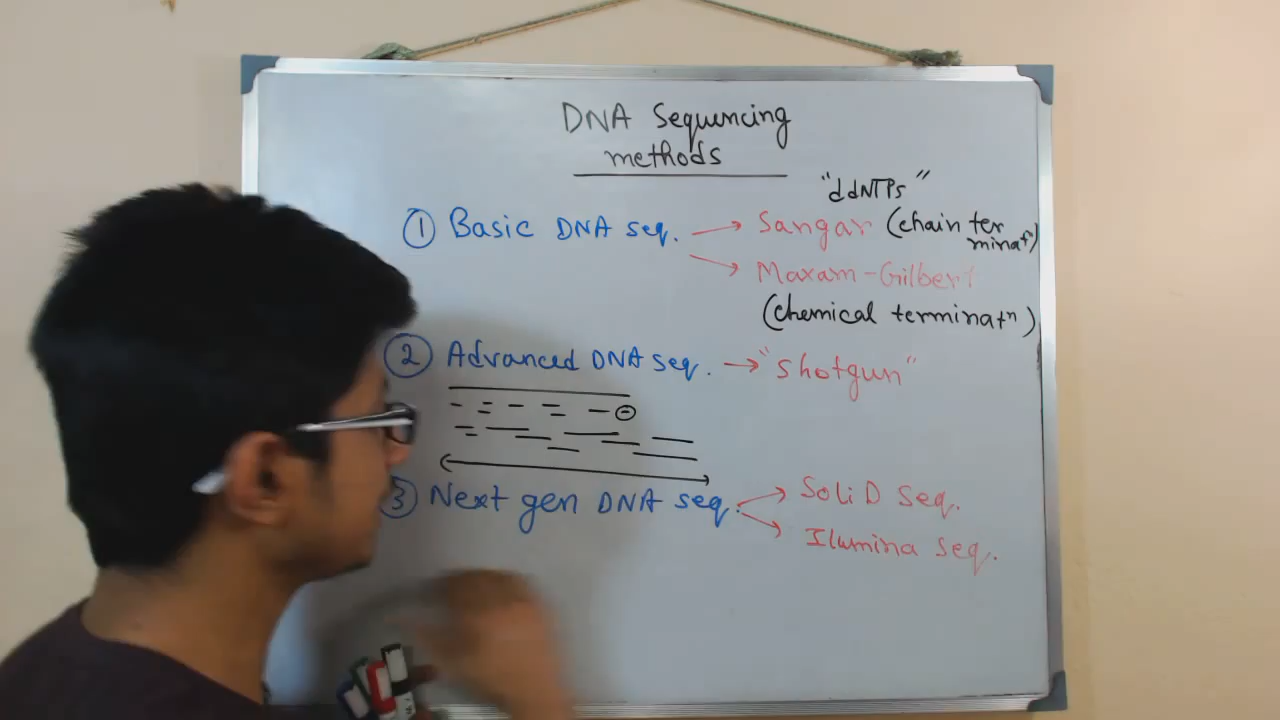 DNA Sequencing
methods
"ddNTPs"
① Basic DNA seq. → Sangar (chain ter
minatⁿ)
→ Maxam-Gilbert
(chemical terminatⁿ)
② Advanced DNA seq. → "shotgun"
③ Next gen DNA seq. → SoliD seq.
→ Ilumina seq.